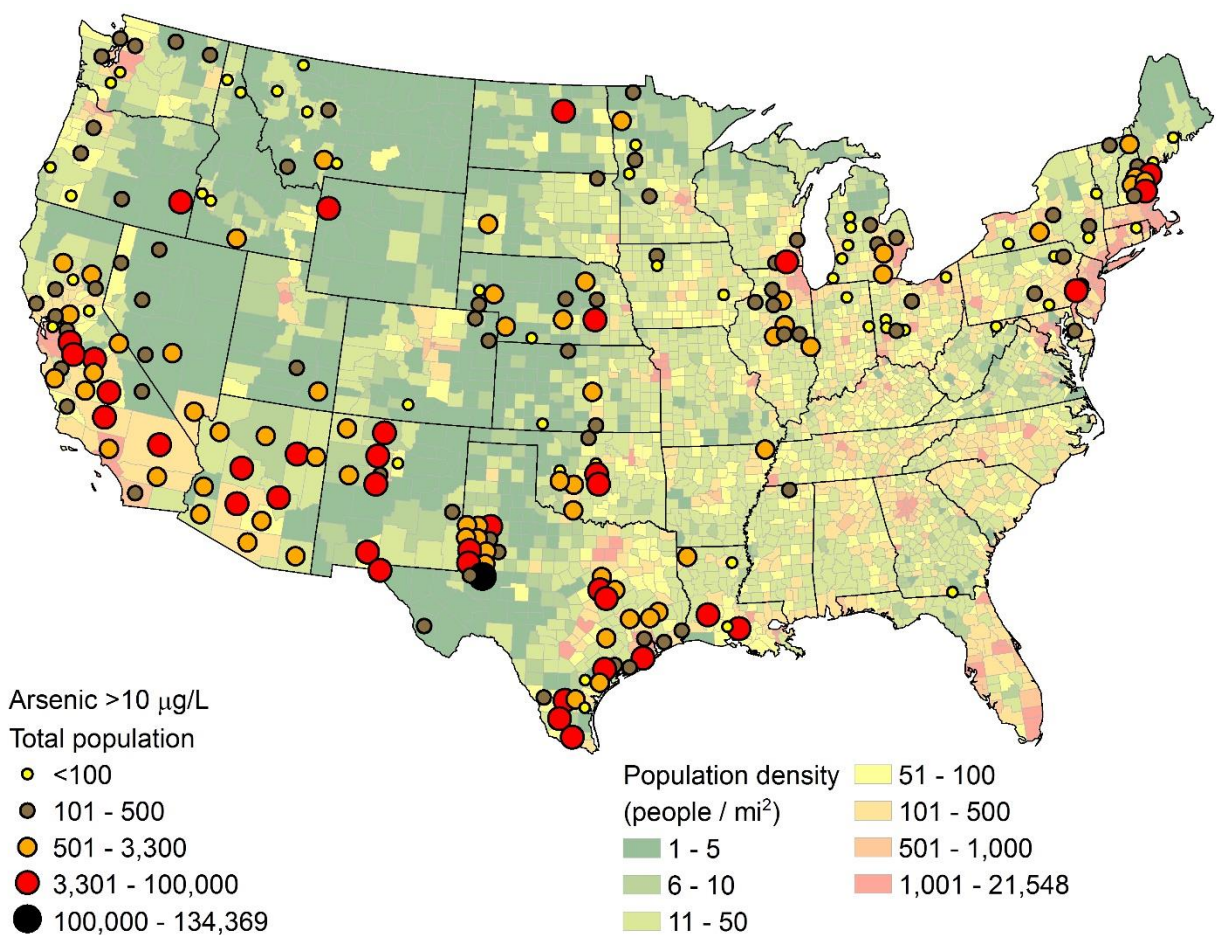 Arsenic >10 μg/L
Total population
<100
101 - 500
501 - 3,300
3,301 - 100,000
100,000 - 134,369
Population density
(people / mi²)
1 - 5
6 - 10
11 - 50
51 - 100
101 - 500
501 - 1,000
1,001 - 21,548